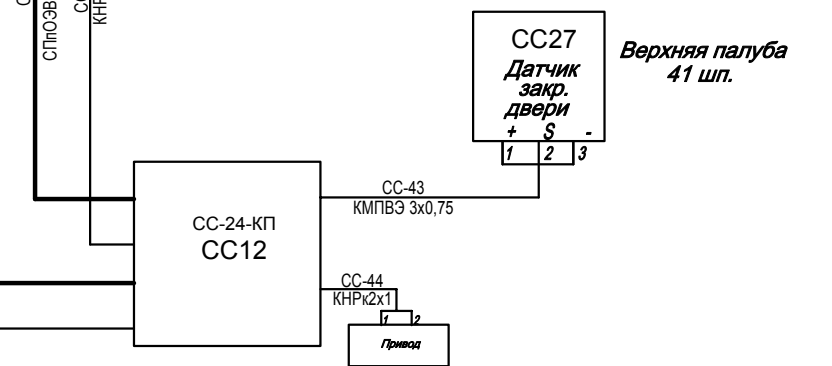 СПпОЭВ
КНР
СС27
Датчик
закр.
двери
+ S -
1 2 3
Верхняя палуба
41 шп.
СС-24-КП
СС12
СС-43
КМПВЭ 3х0,75
СС-44
КНРк2х1
1 2
Привод